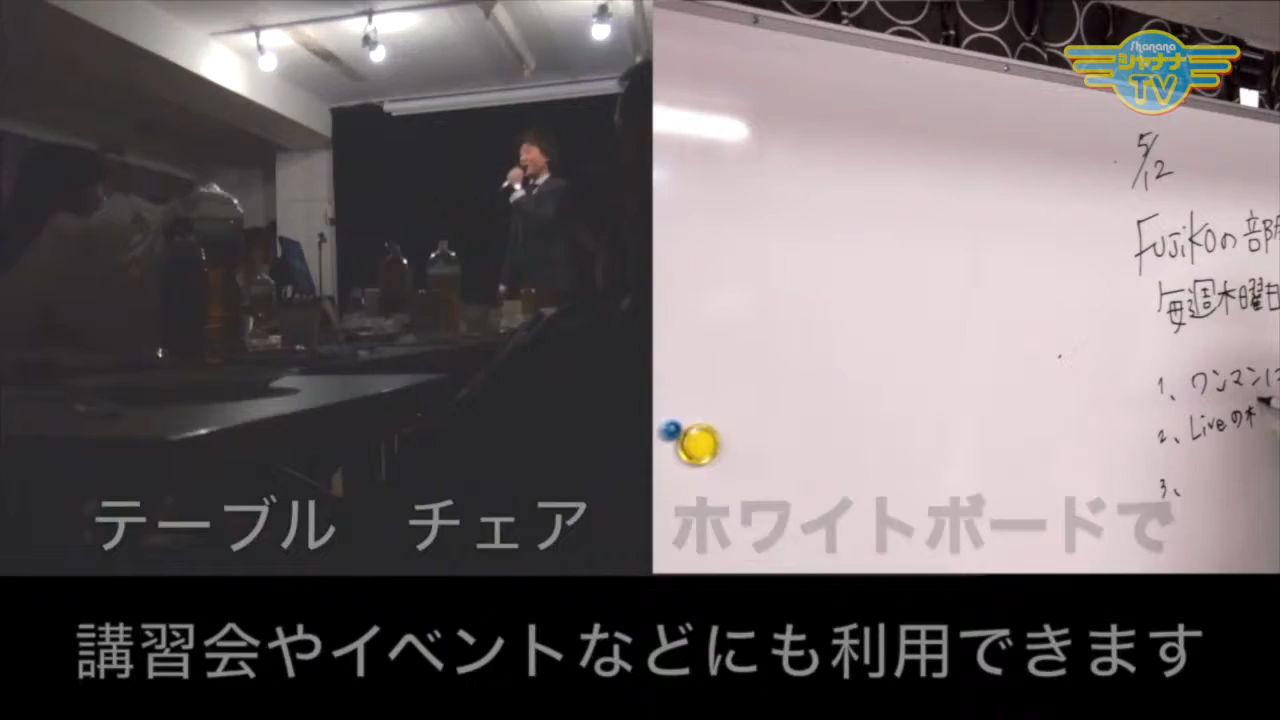 Shanana
シャナナ
TV
5/12
Fujikoの部
毎週木曜日
1、ワンマンに
2、Liveの
3、
テーブル　チェア
ホワイトボードで
講習会やイベントなどにも利用できます